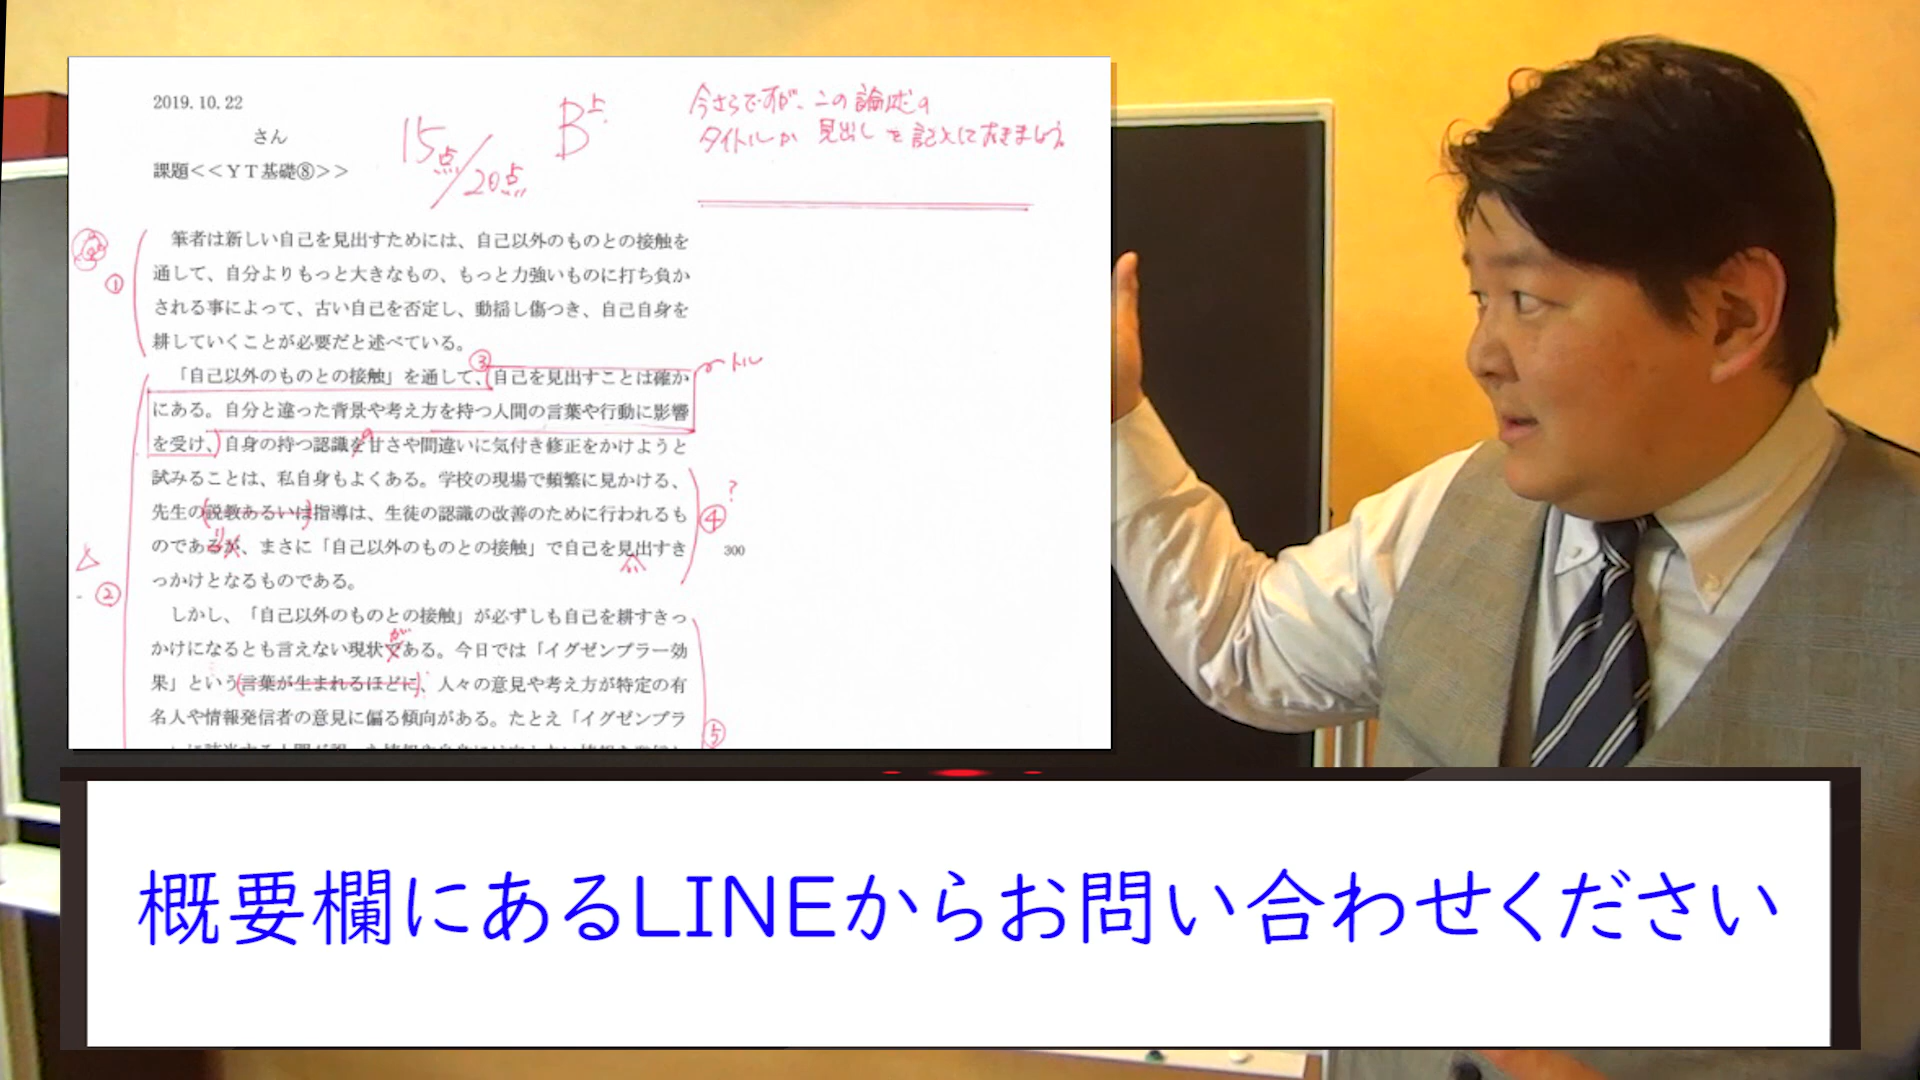 2019.10.22
さん
課題<<YT基礎⑧>>
15点/20点
B上
今さらですが、この論述の
タイトルか 見出しを記入しておきましょう。
筆者は新しい自己を見出すためには、自己以外のものとの接触を
通して、自分よりもっと大きなもの、もっと力強いものに打ち負か
される事によって、古い自己を否定し、動揺し傷つき、自己自身を
耕していくことが必要だと述べている。
①
③
「自己以外のものとの接触」を通して、自己を見出すことは確か
トル
にある。自分と違った背景や考え方を持つ人間の言葉や行動に影響
を受け、自身の持つ認識を甘さや間違いに気付き修正をかけようと
の
試みることは、私自身もよくある。学校の現場で頻繁に見かける、
先生の説教あるいは指導は、生徒の認識の改善のために行われるも
④
?
のであるが、まさに「自己以外のものとの接触」で自己を見出すき
300
っかけとなるものである。
△
②
しかし、「自己以外のものとの接触」が必ずしも自己を耕すきっ
かけになるとも言えない現状である。今日では「イグゼンプラー効
が
果」という言葉が生まれるほどに、人々の意見や考え方が特定の有
名人や情報発信者の意見に偏る傾向がある。たとえ「イグゼンプラ
⑤
概要欄にあるLINEからお問い合わせください